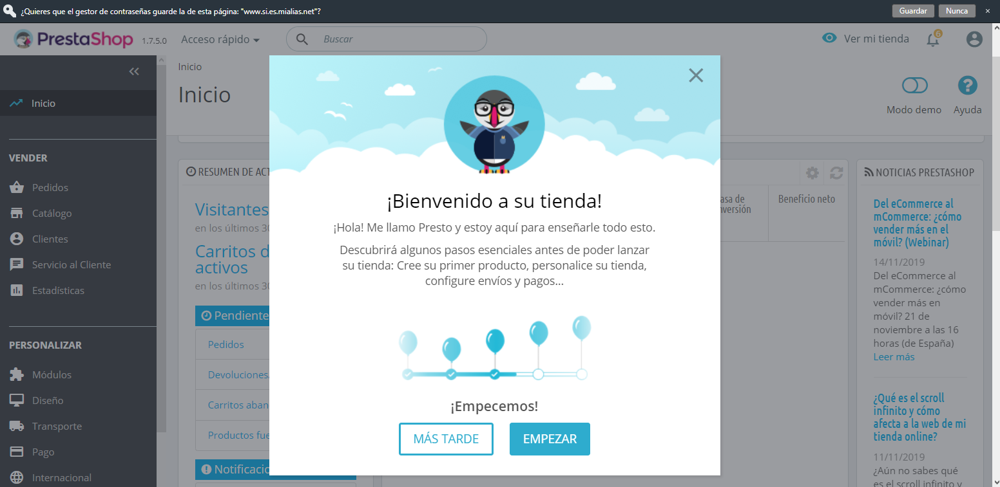 ¿Quieres que el gestor de contraseñas guarde la de esta página: "www.si.es.mialias.net"?
Guardar
Nunca
PrestaShop
1.7.5.0
Acceso rápido
Buscar
Ver mi tienda
6
Inicio
Inicio
Modo demo
Ayuda
Inicio
VENDER
Pedidos
Catálogo
Clientes
Servicio al Cliente
Estadísticas
PERSONALIZAR
Módulos
Diseño
Transporte
Pago
Internacional
RESUMEN DE
Visitantes
en los últimos
Carritos
activos
en los últimos
Pendiente
Pedidos
Devoluciones
Carritos
Productos
¡Bienvenido a su tienda!
¡Hola! Me llamo Presto y estoy aquí para enseñarle todo esto.
Descubrirá algunos pasos esenciales antes de poder lanzar
su tienda: Cree su primer producto, personalice su tienda,
configure envíos y pagos...
¡Empecemos!
MÁS TARDE
EMPEZAR
de
Beneficio neto
NOTICIAS PRESTASHOP
Del eCommerce al
mCommerce: ¿cómo
vender más en el
móvil? (Webinar)
14/11/2019
Del eCommerce al
mCommerce: ¿cómo
vender más en
móvil? 21 de
noviembre a las 16
horas (de España)
Leer más
¿Qué es el scroll
infinito y cómo
afecta a la web de mi
tienda online?
11/11/2019
¿Aún no sabes qué
es el scroll infinito y